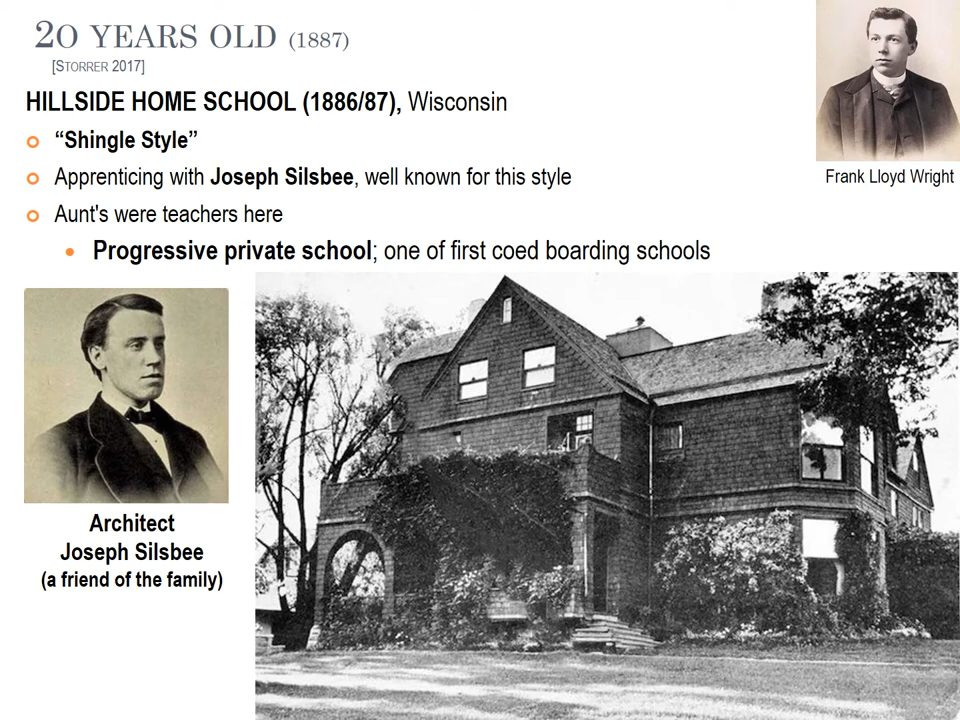 20 YEARS OLD (1887)
[STORRER 2017]
HILLSIDE HOME SCHOOL (1886/87), Wisconsin
“Shingle Style”
Apprenticing with Joseph Silsbee, well known for this style
Aunt's were teachers here
Progressive private school; one of first coed boarding schools
Frank Lloyd Wright
Architect
Joseph Silsbee
(a friend of the family)